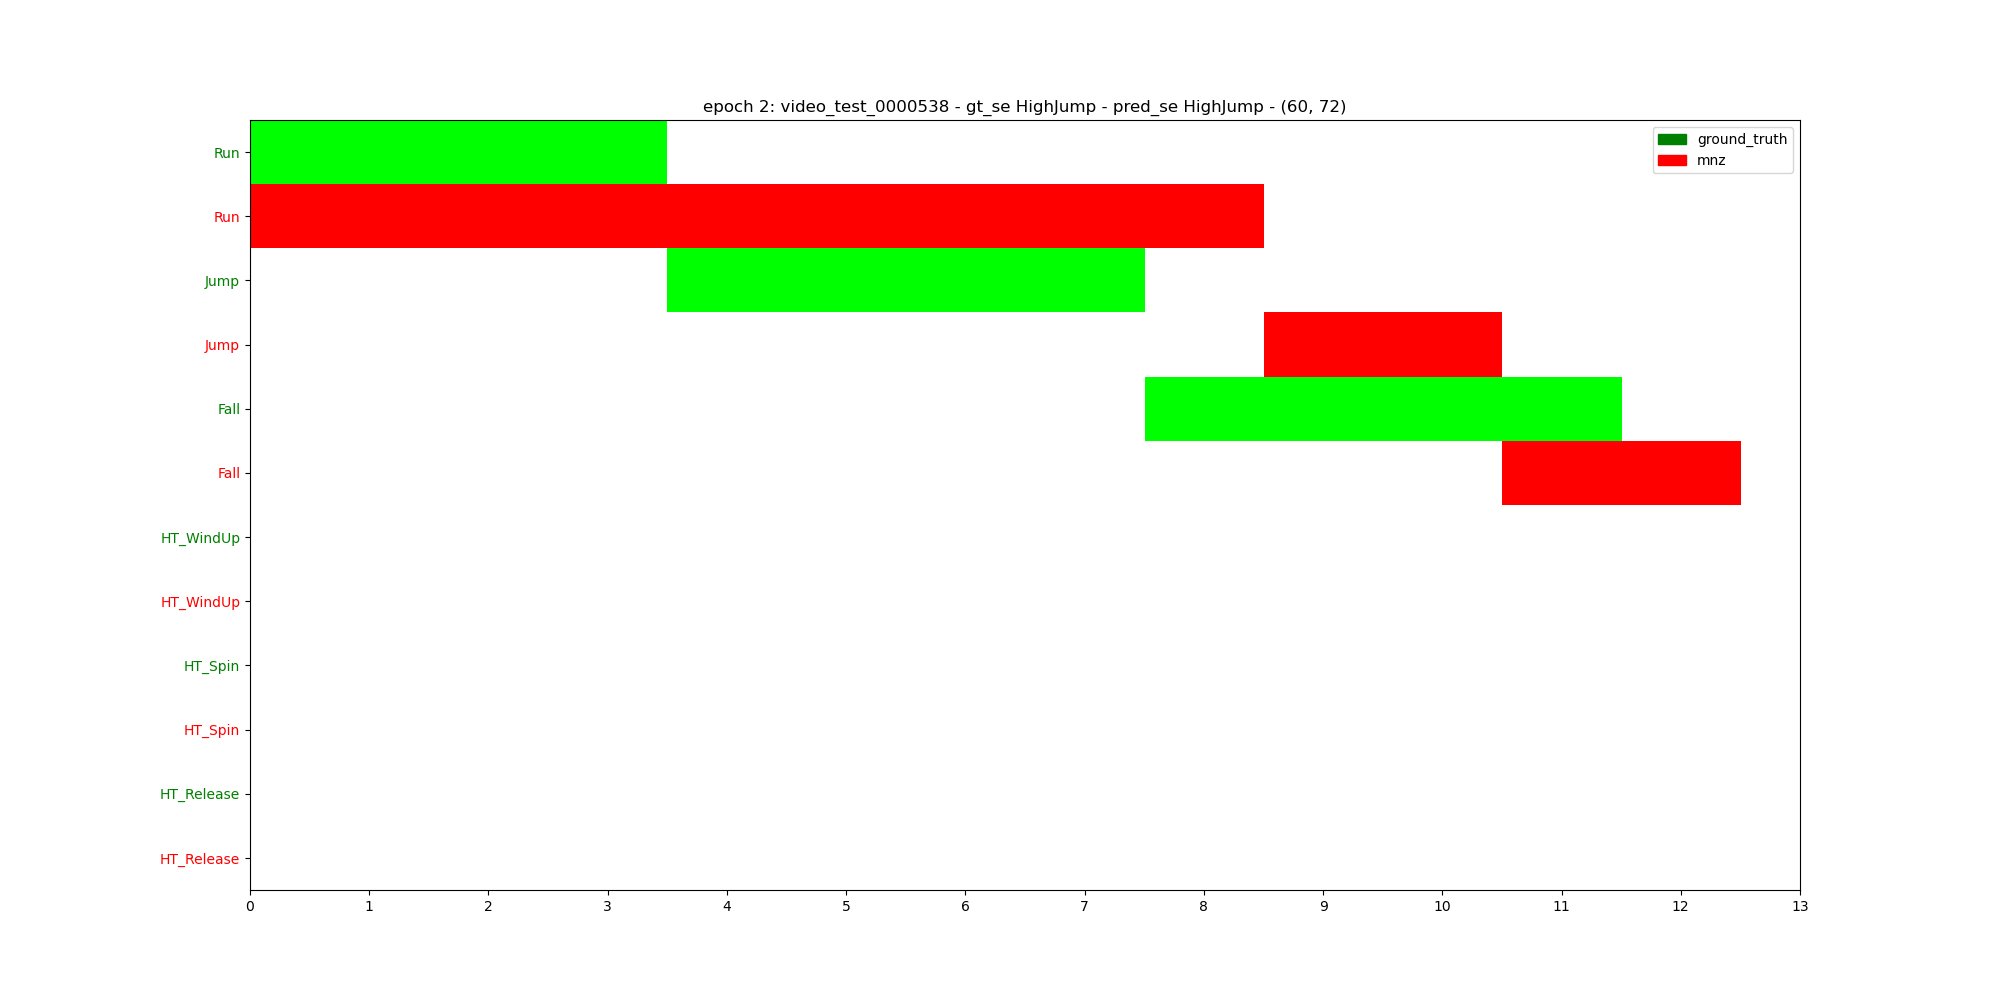 epoch 2: video_test_0000538 - gt_se HighJump - pred_se HighJump - (60, 72)
ground_truth
mnz
Run
Run
Jump
Jump
Fall
Fall
HT_WindUp
HT_WindUp
HT_Spin
HT_Spin
HT_Release
HT_Release
0 1 2 3 4 5 6 7 8 9 10 11 12 13